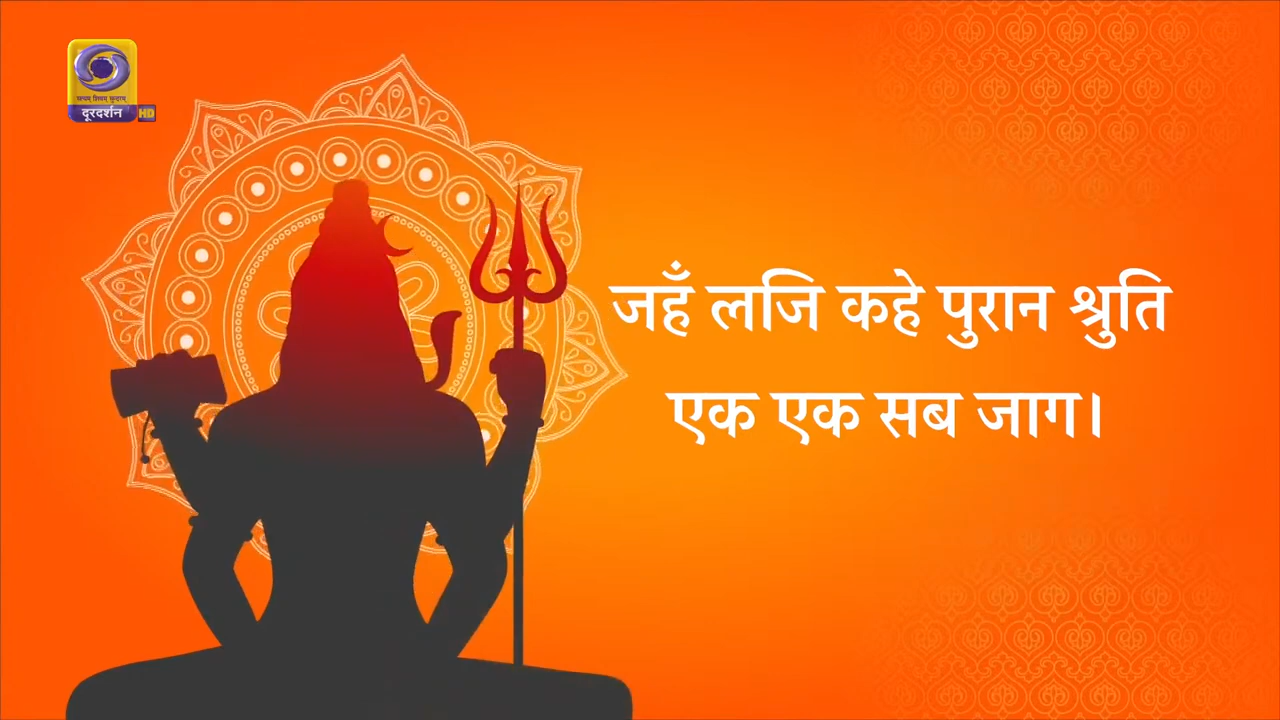 सत्यम् शिवम् सुन्दरम्
दूरदर्शन HD
जहँ लजि कहे पुरान श्रुति
एक एक सब जाग।